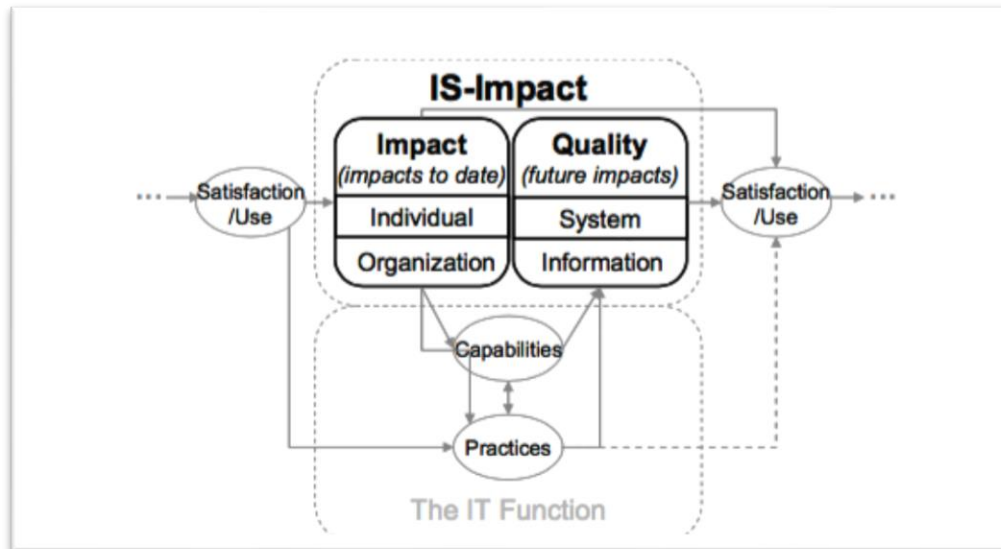 IS-Impact
Impact
(impacts to date)
Individual
Organization
Quality
(future impacts)
System
Information
... Satisfaction
/Use
Satisfaction ...
/Use
Capabilities
Practices
The IT Function